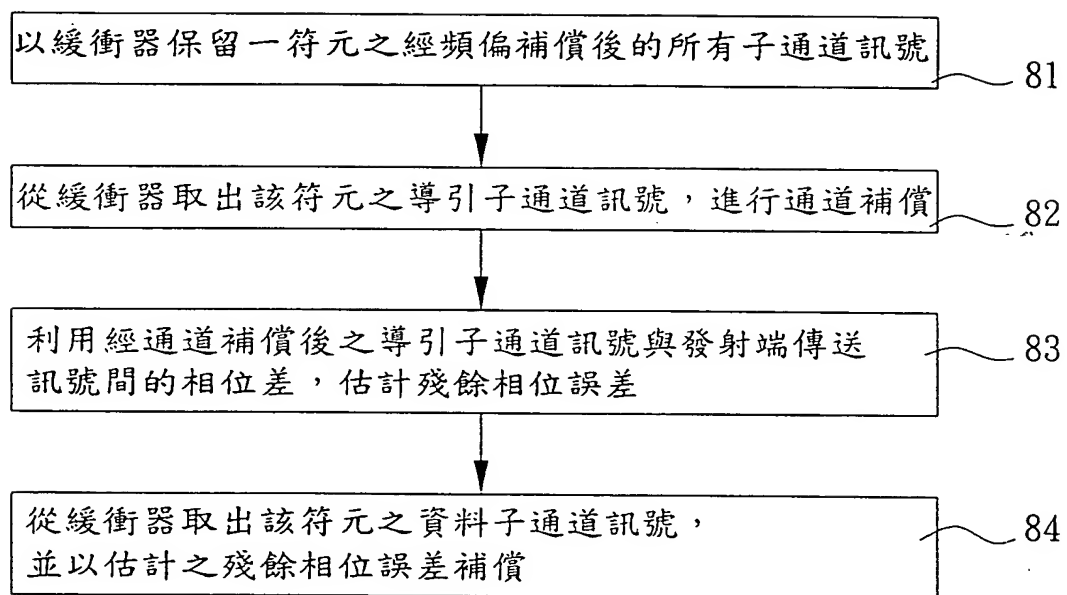 以緩衝器保留一符元之經頻偏補償後的所有子通道訊號
81
從緩衝器取出該符元之導引子通道訊號，進行通道補償
82
利用經通道補償後之導引子通道訊號與發射端傳送
訊號間的相位差，估計殘餘相位誤差
83
從緩衝器取出該符元之資料子通道訊號，
並以估計之殘餘相位誤差補償
84